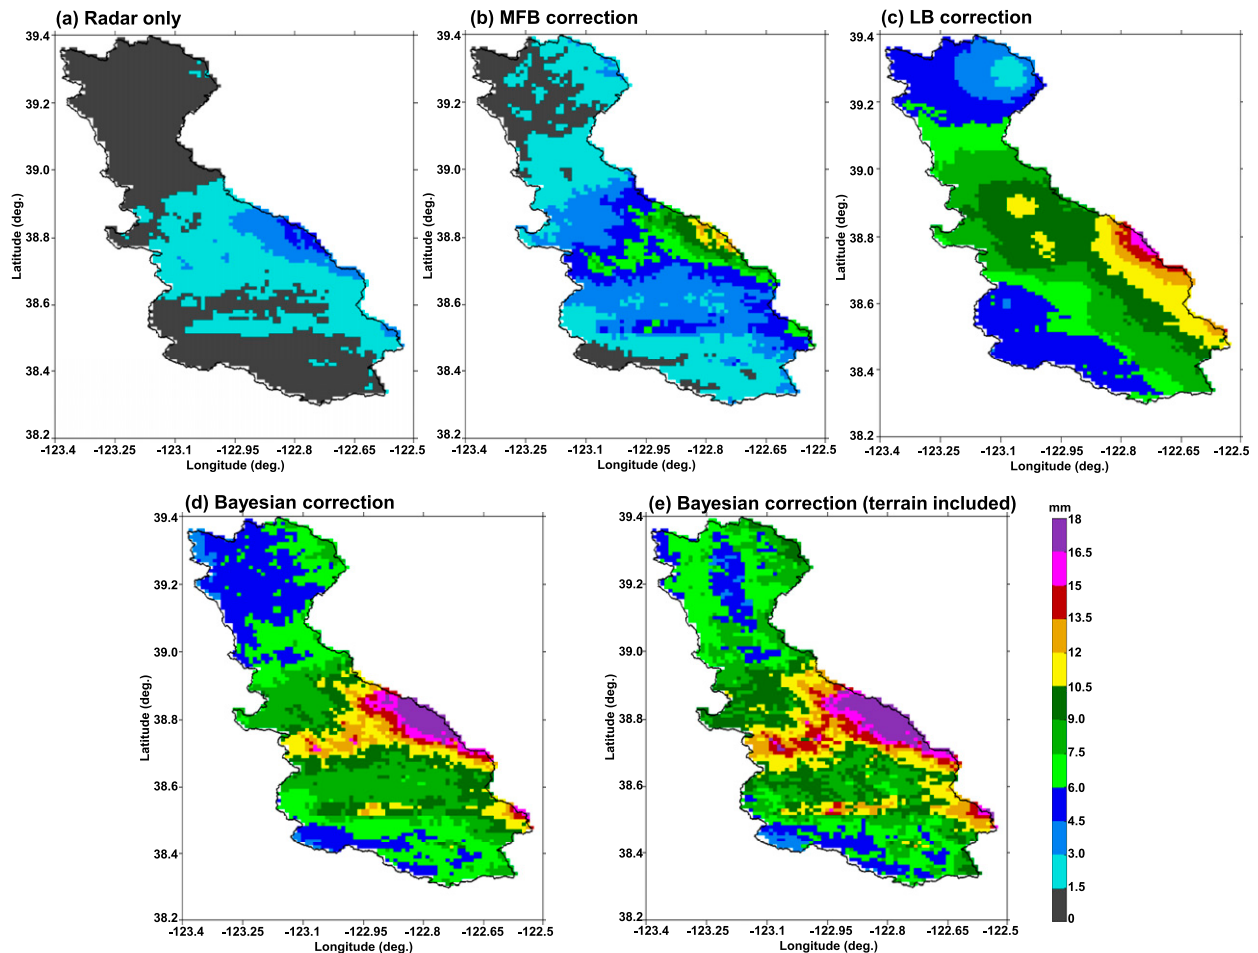 (a) Radar only
(b) MFB correction
(c) LB correction
39.4
39.2
39.0
38.8
38.6
38.4
38.2
Latitude (deg.)
-123.4 -123.25 -123.1 -122.95 -122.8 -122.65 -122.5
Longitude (deg.)
39.4
39.2
39.0
38.8
38.6
38.4
38.2
Latitude (deg.)
-123.4 -123.25 -123.1 -122.95 -122.8 -122.65 -122.5
Longitude (deg.)
39.4
39.2
39.0
38.8
38.6
38.4
38.2
Latitude (deg.)
-123.4 -123.25 -123.1 -122.95 -122.8 -122.65 -122.5
Longitude (deg.)
(d) Bayesian correction
(e) Bayesian correction (terrain included)
39.4
39.2
39.0
38.8
38.6
38.4
38.2
Latitude (deg.)
-123.4 -123.25 -123.1 -122.95 -122.8 -122.65 -122.5
Longitude (deg.)
39.4
39.2
39.0
38.8
38.6
38.4
38.2
Latitude (deg.)
-123.4 -123.25 -123.1 -122.95 -122.8 -122.65 -122.5
Longitude (deg.)
mm
18
16.5
15
13.5
12
10.5
9.0
7.5
6.0
4.5
3.0
1.5
0